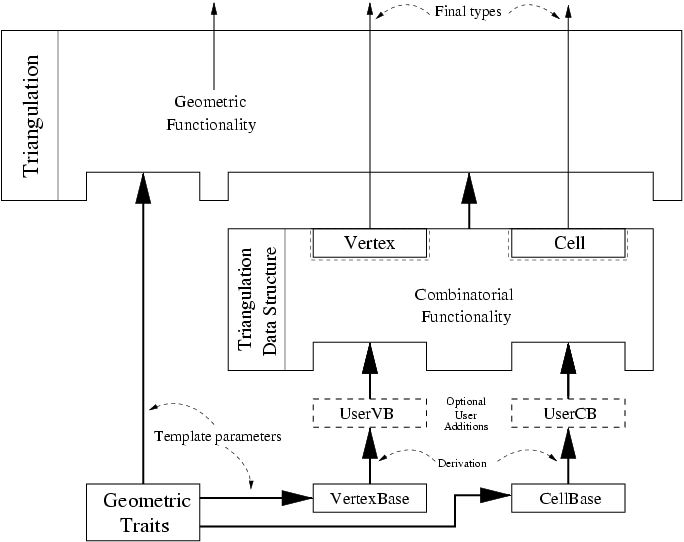 Final types
Triangulation
Geometric
Functionality
Vertex
Cell
Triangulation
Data Structure
Combinatorial
Functionality
UserVB
Optional
User
Additions
UserCB
Template parameters
Derivation
Geometric
Traits
VertexBase
CellBase